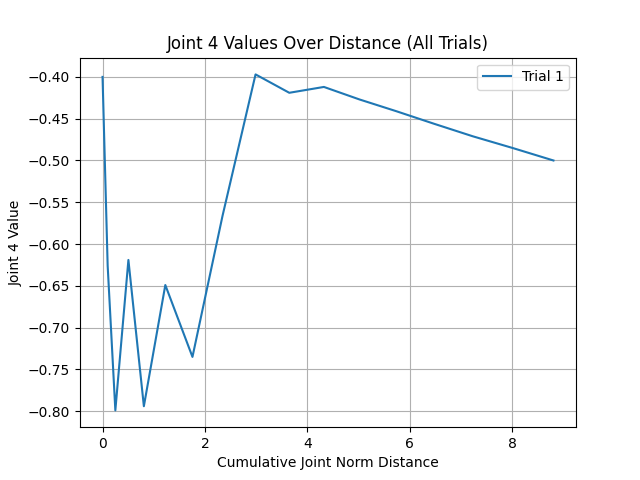 Joint 4 Values Over Distance (All Trials)
Trial 1
−0.40
−0.45
−0.50
−0.55
−0.60
−0.65
−0.70
−0.75
−0.80
Joint 4 Value
0 2 4 6 8
Cumulative Joint Norm Distance